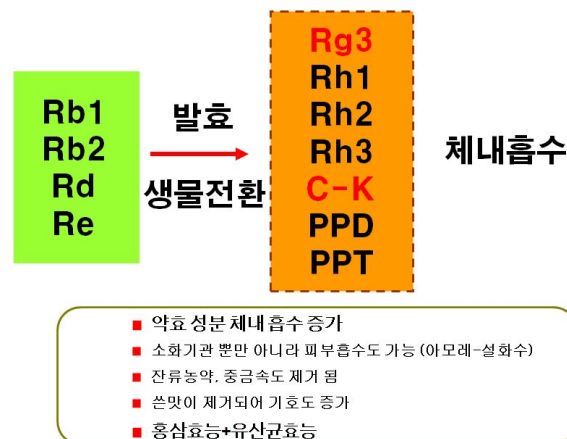 Rb1
Rb2
Rd
Re
발효
생물전환
Rg3
Rh1
Rh2
Rh3
C-K
PPD
PPT
체내흡수
약효 성분 체내 흡수 증가
소화기관 뿐만 아니라 피부흡수도 가능 (아모레-설화수)
잔류농약, 중금속도 제거 됨
쓴맛이 제거되어 기호도 증가
홍삼효능+유산균효능